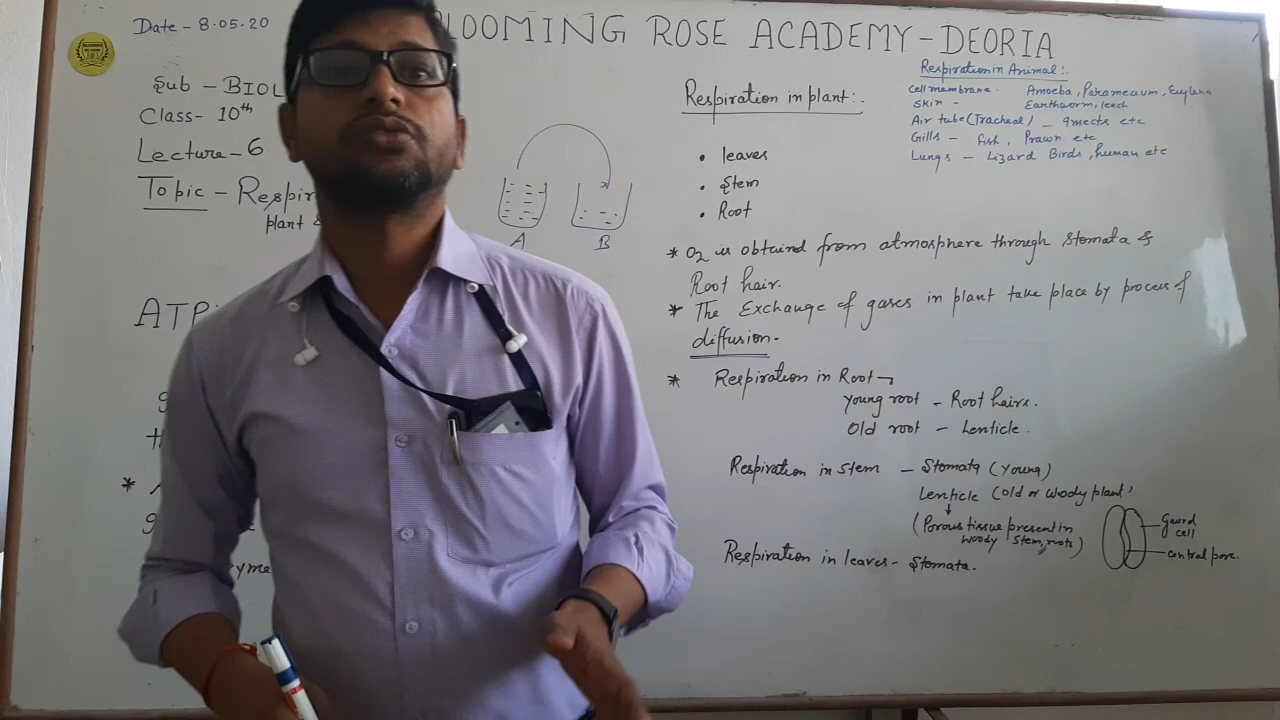 Date - 8.05.20
LOOMING ROSE ACADEMY-DEORIA
Sub - BIOL
Class- 10th
Lecture-6
Topic - Respir
plant &
ATP
A
B
Respiration in plant:.
• leaves
• Stem
• Root
Respiration in Animal:.
Cell membrane. Amoeba, Paramecium, Euglena
Skin - Earthworm, leech
Air tube (Tracheal) - Insects etc
Gills - fish, Prawn etc
Lungs - Lizard Birds, human etc
* O2 is obtained from atmosphere through stomata &
Root hair.
* The Exchange of gases in plant take place by process of
diffusion.
* Respiration in Root
Young root - Root hairs.
Old root - Lenticle.
Respiration in stem - Stomata (Young)
Lenticle (old or woody plant)
(Porous tissue present in
woody stem, roots)
Respiration in leaves - Stomata.
Gaurd
cell
central pore.